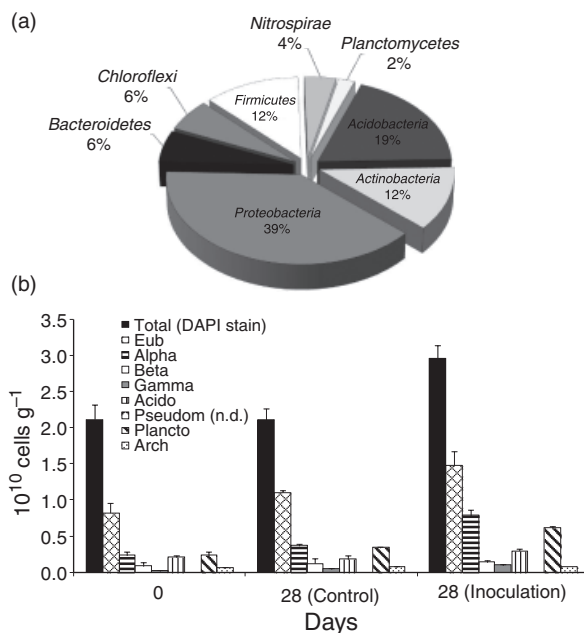 (a)
Nitrospirae
4%
Planctomycetes
2%
Chloroflexi
6%
Firmicutes
12%
Acidobacteria
19%
Bacteroidetes
6%
Actinobacteria
12%
Proteobacteria
39%
(b)
3.5
3.0
2.5
2.0
1.5
1.0
0.5
0.0
10¹⁰ cells g⁻¹
Total (DAPI stain)
Eub
Alpha
Beta
Gamma
Acido
Pseudom (n.d.)
Plancto
Arch
0
28 (Control)
28 (Inoculation)
Days